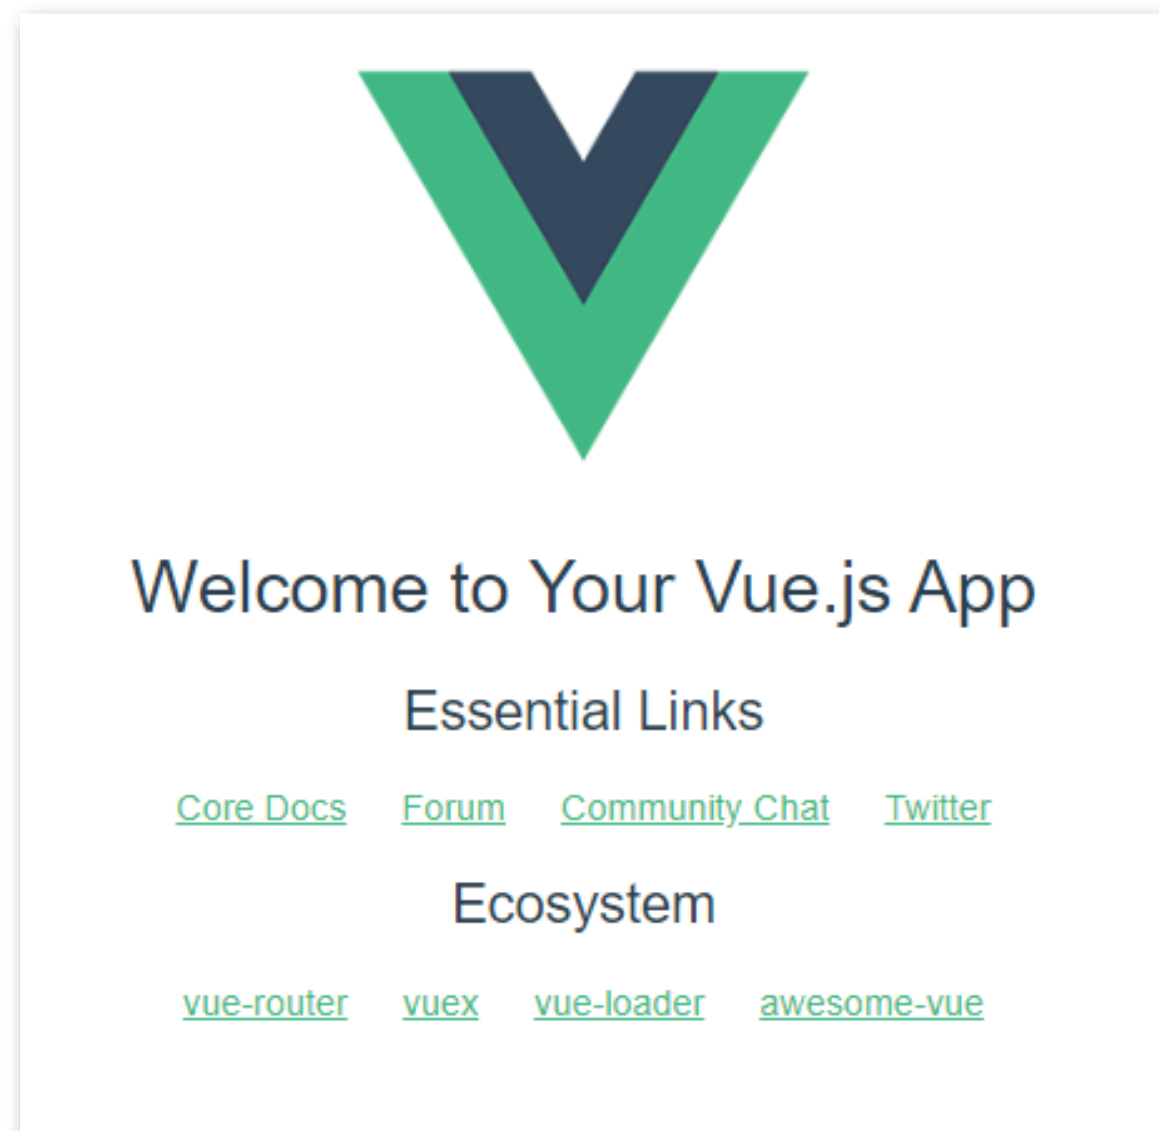 Welcome to Your Vue.js App
Essential Links
Core Docs Forum Community Chat Twitter
Ecosystem
vue-router vuex vue-loader awesome-vue